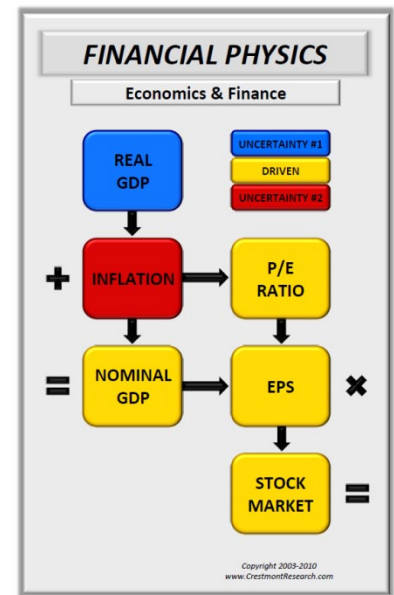 FINANCIAL PHYSICS
Economics & Finance
REAL
GDP
UNCERTAINTY #1
DRIVEN
UNCERTAINTY #2
+
INFLATION
P/E
RATIO
=
NOMINAL
GDP
EPS
×
STOCK
MARKET
=
Copyright 2003-2010
www.CrestmontResearch.com